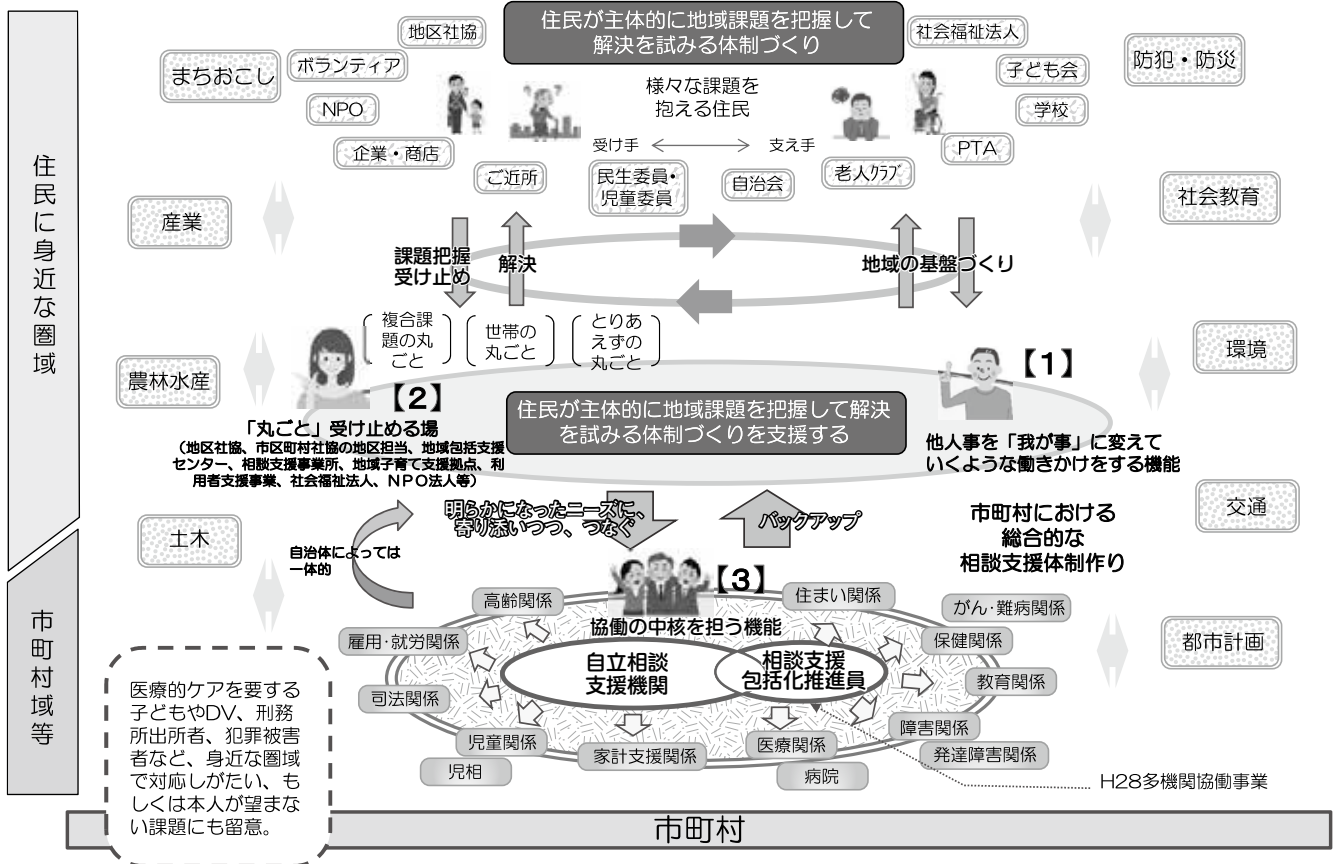 住民に身近な圏域
市町村域等
住民が主体的に地域課題を把握して
解決を試みる体制づくり
地区社協
社会福祉法人
まちおこし
ボランティア
子ども会
防犯・防災
NPO
学校
様々な課題を
抱える住民
企業・商店
受け手
支え手
PTA
ご近所
民生委員・
児童委員
自治会
老人クラブ
産業
社会教育
課題把握
受け止め
解決
地域の基盤づくり
複合課
題の丸
ごと
世帯の
丸ごと
とりあ
えずの
丸ごと
環境
農林水産
【2】
【1】
「丸ごと」受け止める場
(地区社協、市区町村社協の地区担当、地域包括支援
センター、相談支援事業所、地域子育て支援拠点、利
用者支援事業、社会福祉法人、NPO法人等)
住民が主体的に地域課題を把握して解決
を試みる体制づくりを支援する
他人事を「我が事」に変えて
いくような働きかけをする機能
明らかになったニーズに、
寄り添いつつ、つなぐ
バックアップ
交通
土木
自治体によっては
一体的
市町村における
総合的な
相談支援体制作り
【3】
高齢関係
住まい関係
がん・難病関係
協働の中核を担う機能
雇用・就労関係
保健関係
都市計画
自立相談
支援機関
相談支援
包括化推進員
司法関係
教育関係
児童関係
家計支援関係
医療関係
障害関係
児相
病院
発達障害関係
H28多機関協働事業
医療的ケアを要する
子どもやDV、刑務
所出所者、犯罪被害
者など、身近な圏域
で対応しがたい、も
しくは本人が望まな
い課題にも留意。
市町村